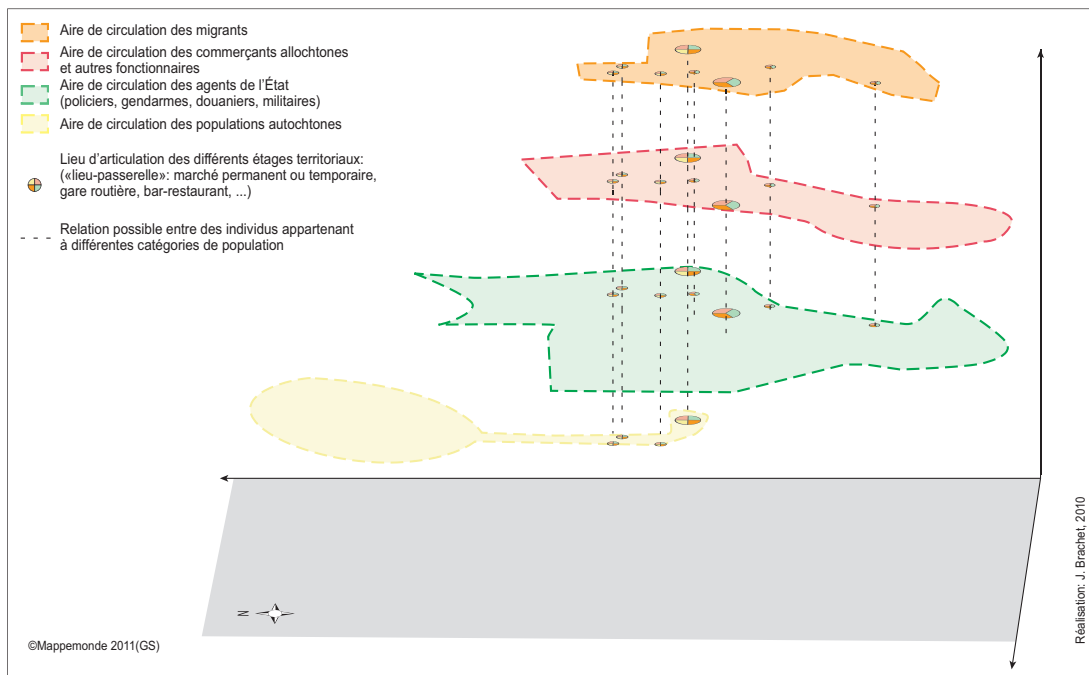 Aire de circulation des migrants
Aire de circulation des commerçants allochtones
et autres fonctionnaires
Aire de circulation des agents de l'État
(policiers, gendarmes, douaniers, militaires)
Aire de circulation des populations autochtones
Lieu d'articulation des différents étages territoriaux:
(«lieu-passerelle»: marché permanent ou temporaire,
gare routière, bar-restaurant, ...)
Relation possible entre des individus appartenant
à différentes catégories de population
N
©Mappemonde 2011(GS)
Réalisation: J. Brachet, 2010